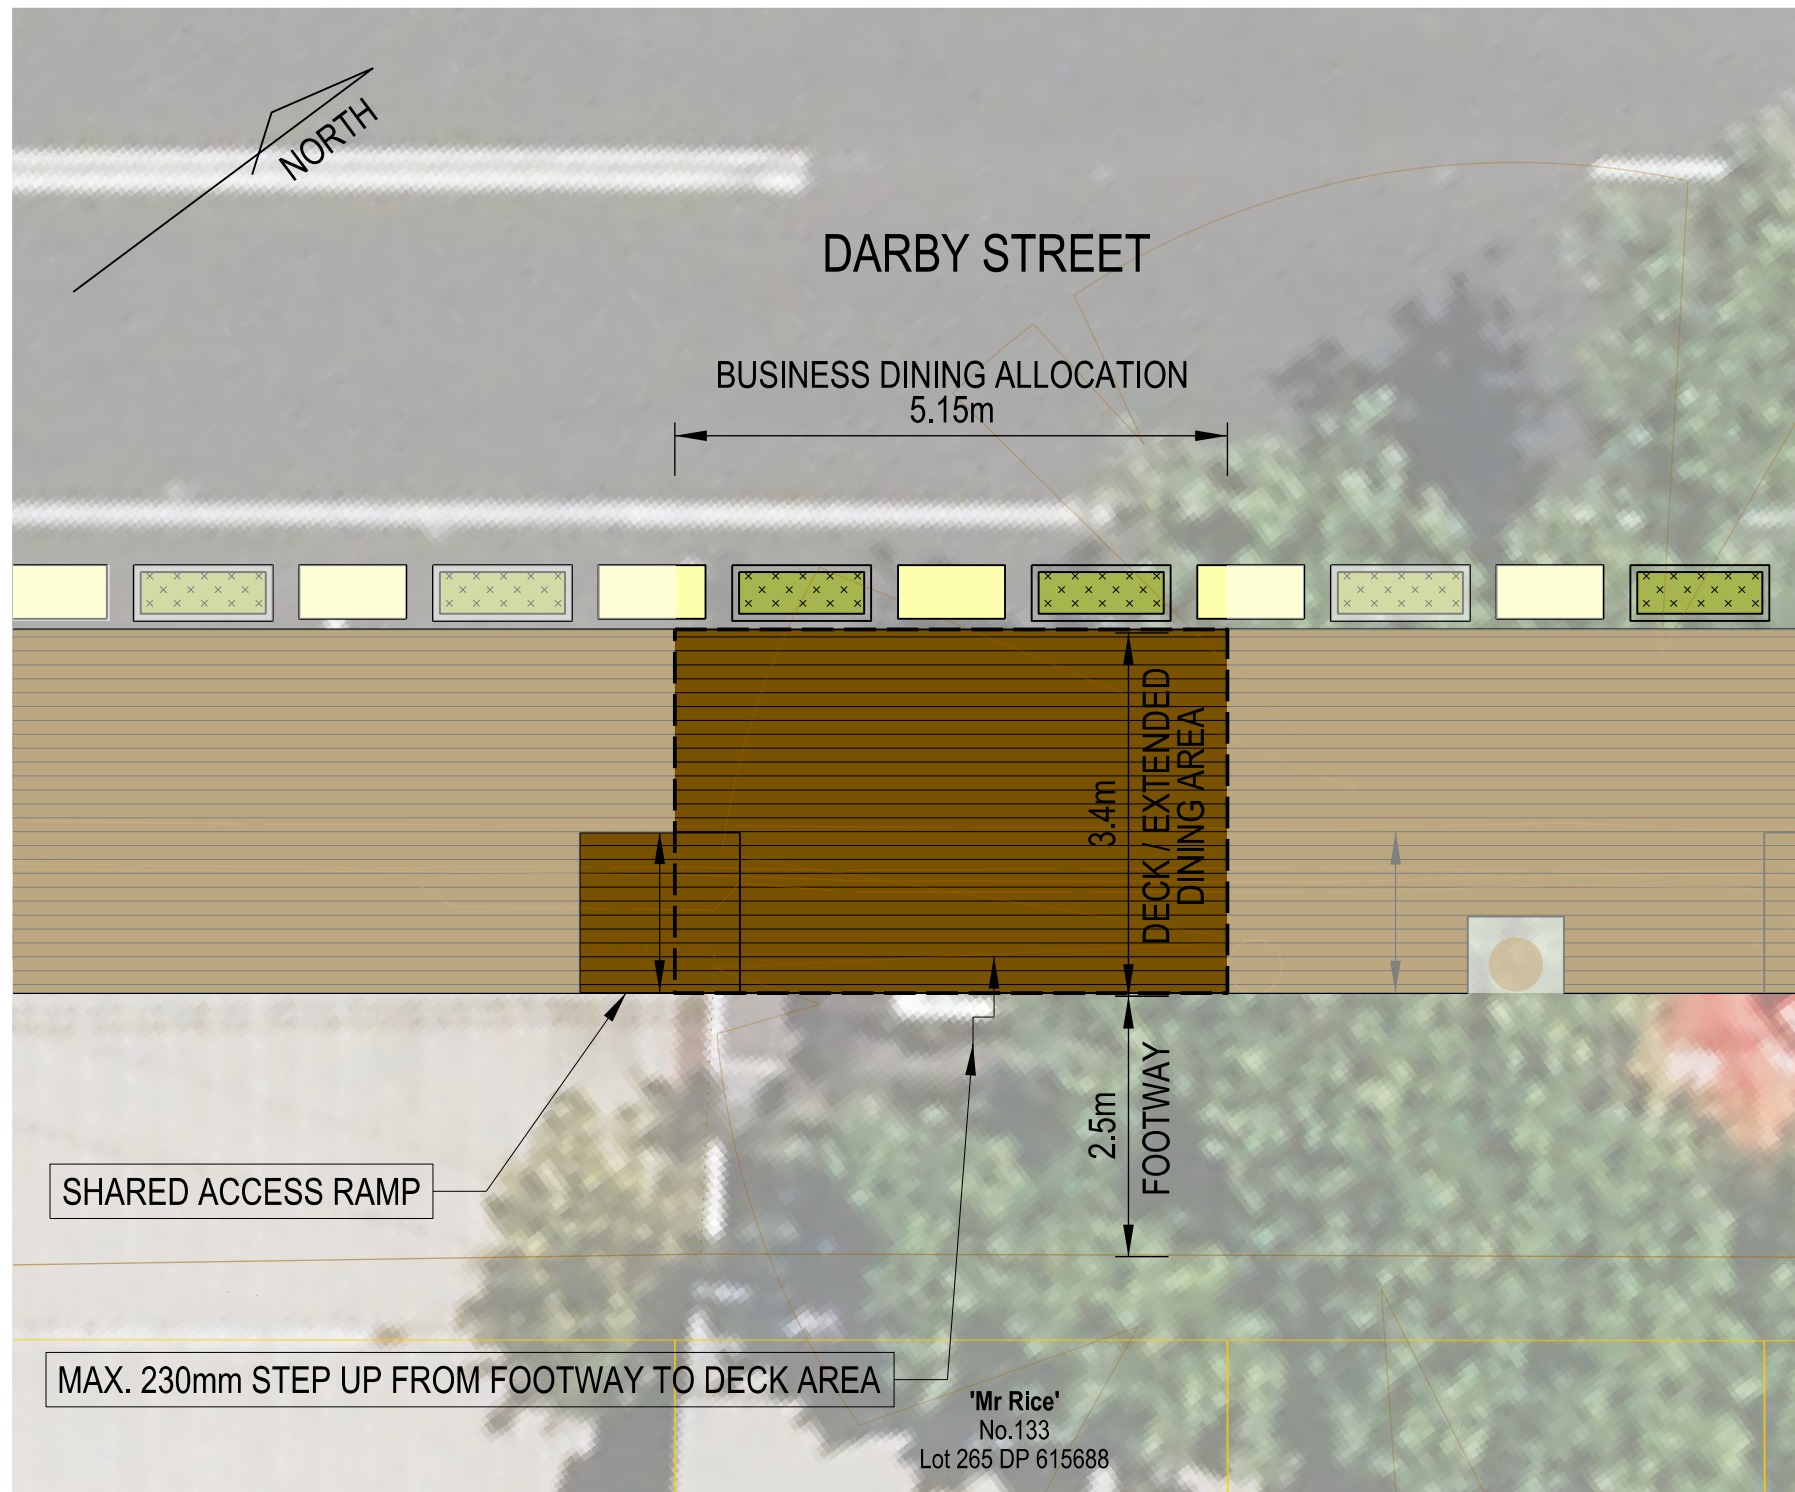 NORTH
DARBY STREET
BUSINESS DINING ALLOCATION
5.15m
3.4m
DECK / EXTENDED
DINING AREA
2.5m
FOOTWAY
SHARED ACCESS RAMP
MAX. 230mm STEP UP FROM FOOTWAY TO DECK AREA
'Mr Rice'
No.133
Lot 265 DP 615688